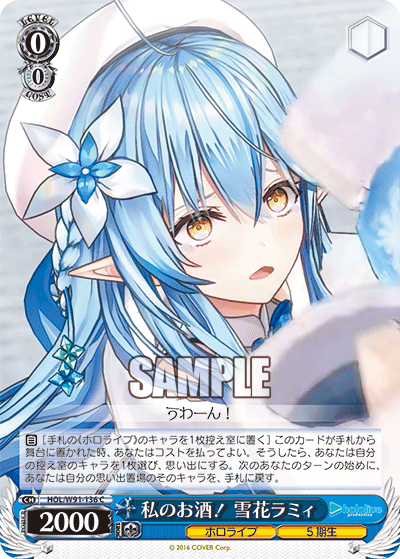 LEVEL
0
0
COST
SAMPLE
うわーん!
自【[手札の《ホロライブ》のキャラを1枚控え室に置く] このカードが手札から
舞台に置かれた時、あなたはコストを払ってよい。そうしたら、あなたは自分
の控え室のキャラを1枚選び、思い出にする。次のあなたのターンの始めに、
あなたは自分の思い出置場のそのキャラを、手札に戻す。
CH HOL/W91-136 C
2000
私のお酒! 雪花ラミィ
hololive
production
ホロライブ 5期生
© 2016 COVER Corp.